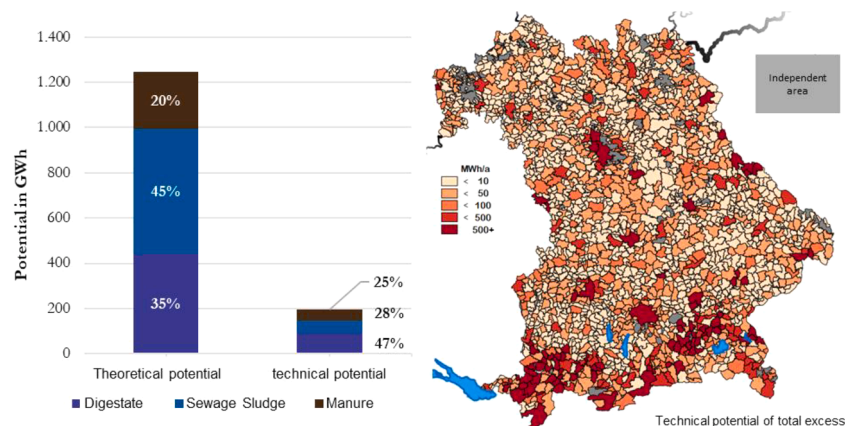 Potential in GWh
1.400
1.200
1.000
800
600
400
200
0
20%
45%
35%
25%
28%
47%
Theoretical potential
technical potential
Digestate
Sewage Sludge
Manure
Independent
area
MWh/a
< 10
< 50
< 100
< 500
500+
Technical potential of total excess